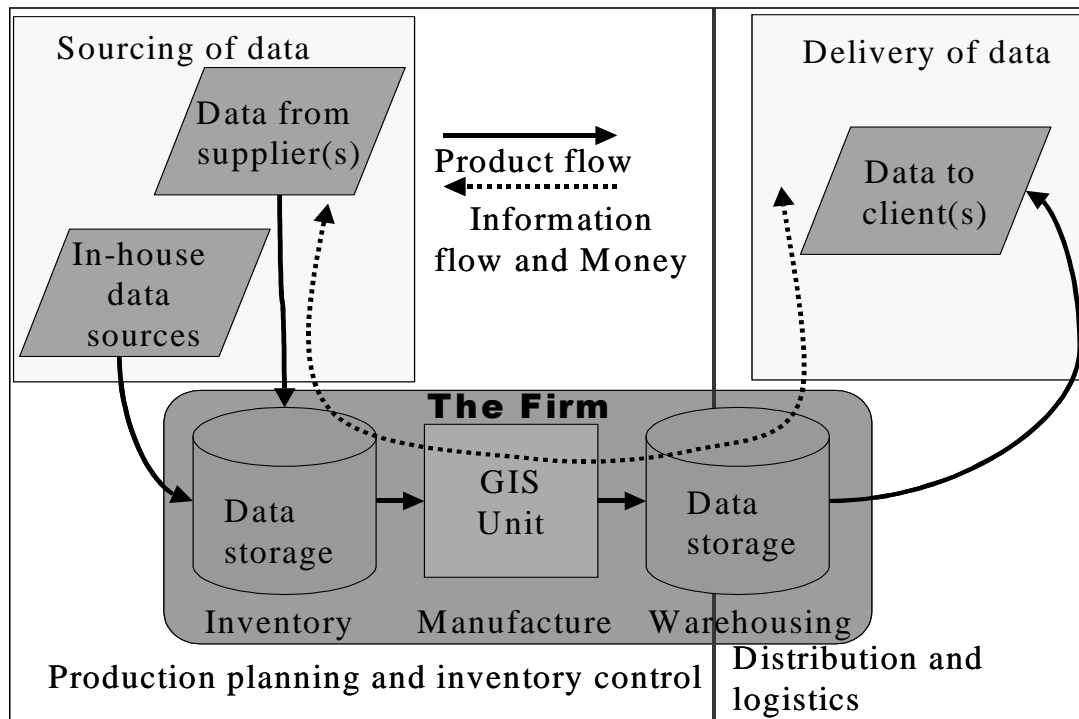 Sourcing of data
Data from
supplier(s)
In-house
data
sources
Product flow
Information
flow and Money
Delivery of data
Data to
client(s)
The Firm
Data
storage
GIS
Unit
Data
storage
Inventory
Manufacture
Warehousing
Production planning and inventory control
Distribution and
logistics